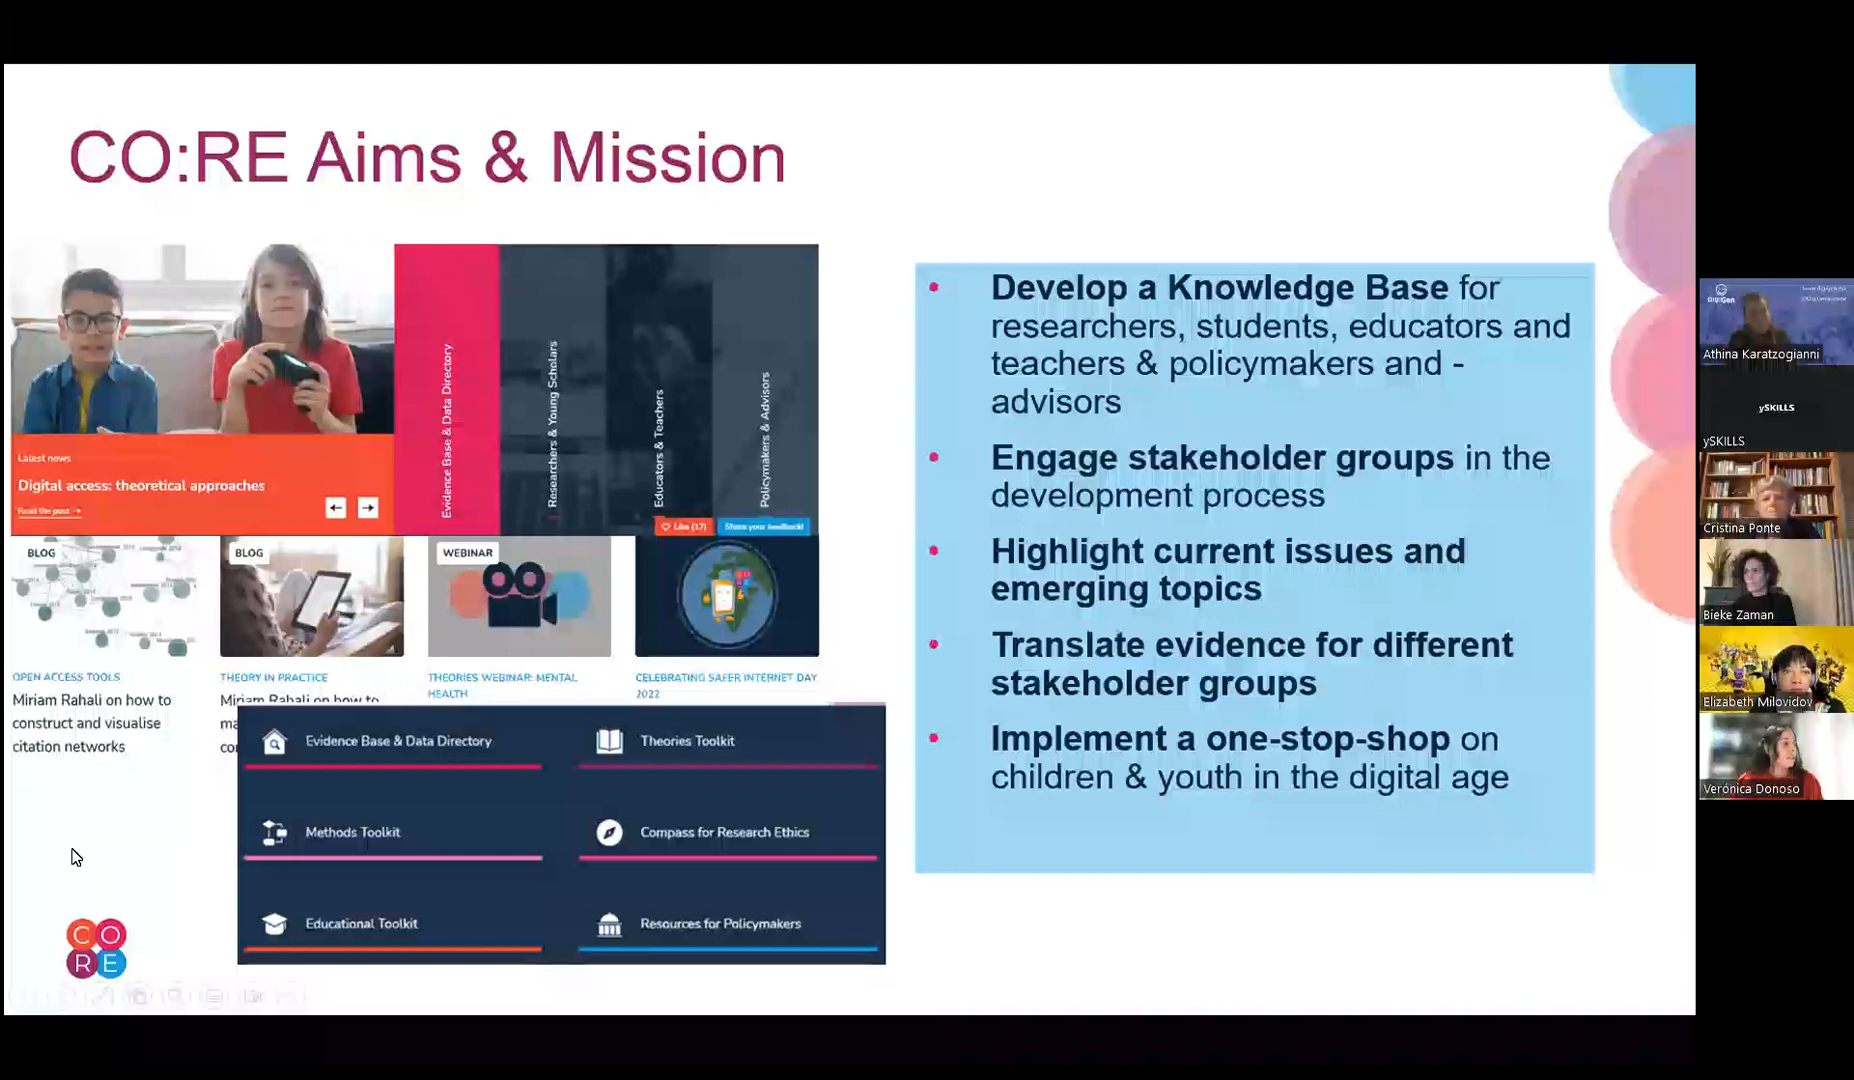 CO:RE Aims & Mission
Evidence Base & Data Directory
Researchers & Young Scholars
Educators & Teachers
Policymakers & Advisors
Latest news
Digital access: theoretical approaches
Read the post →
Like (17)
Share your feedback!
BLOG
BLOG
WEBINAR
OPEN ACCESS TOOLS
Miriam Rahali on how to
construct and visualise
citation networks
THEORY IN PRACTICE
Miriam Rahali on how to
THEORIES WEBINAR: MENTAL
HEALTH
CELEBRATING SAFER INTERNET DAY
2022
Evidence Base & Data Directory
Theories Toolkit
Methods Toolkit
Compass for Research Ethics
Educational Toolkit
Resources for Policymakers
CO
RE
• Develop a Knowledge Base for
researchers, students, educators and
teachers & policymakers and -
advisors
• Engage stakeholder groups in the
development process
• Highlight current issues and
emerging topics
• Translate evidence for different
stakeholder groups
• Implement a one-stop-shop on
children & youth in the digital age
DigiGen
Athina Karatzogianni
ySKILLS
ySKILLS
Cristina Ponte
Bieke Zaman
Elizabeth Milovidov
Verónica Donoso